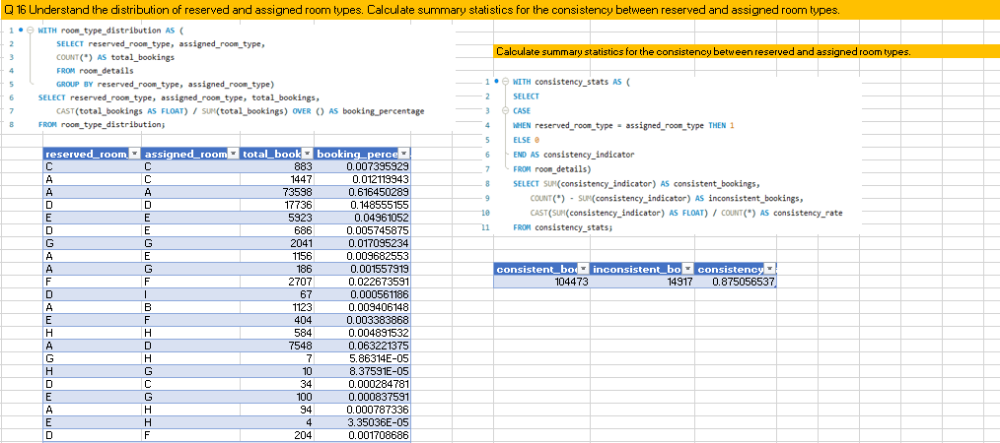 Q 16 Understand the distribution of reserved and assigned room types. Calculate summary statistics for the consistency between reserved and assigned room types.
1 WITH room_type_distribution AS (
2 SELECT reserved_room_type, assigned_room_type,
3 COUNT(*) AS total_bookings
4 FROM room_details
5 GROUP BY reserved_room_type, assigned_room_type)
6 SELECT reserved_room_type, assigned_room_type, total_bookings,
7 CAST(total_bookings AS FLOAT) / SUM(total_bookings) OVER () AS booking_percentage
8 FROM room_type_distribution;
reserved_room assigned_room total_book booking_perce
C C 883 0.007395929
A C 1447 0.012119943
A A 73598 0.616450289
D D 17736 0.148555155
E E 5923 0.04961052
D E 686 0.005745875
G G 2041 0.017095234
A E 1156 0.009682553
A G 186 0.001557919
F F 2707 0.022673591
D I 67 0.000561186
A B 1123 0.009406148
E F 404 0.003383868
H H 584 0.004891532
A D 7548 0.063221375
G H 7 5.86314E-05
H G 10 8.37591E-05
D C 34 0.000284781
E G 100 0.000837591
A H 94 0.000787336
E H 4 3.35036E-05
D F 204 0.001708686
Calculate summary statistics for the consistency between reserved and assigned room types.
1 WITH consistency_stats AS (
2 SELECT
3 CASE
4 WHEN reserved_room_type = assigned_room_type THEN 1
5 ELSE 0
6 END AS consistency_indicator
7 FROM room_details)
8 SELECT SUM(consistency_indicator) AS consistent_bookings,
9 COUNT(*) - SUM(consistency_indicator) AS inconsistent_bookings,
10 CAST(SUM(consistency_indicator) AS FLOAT) / COUNT(*) AS consistency_rate
11 FROM consistency_stats;
consistent_boo inconsistent_bo consistency
104473 14917 0.875056537